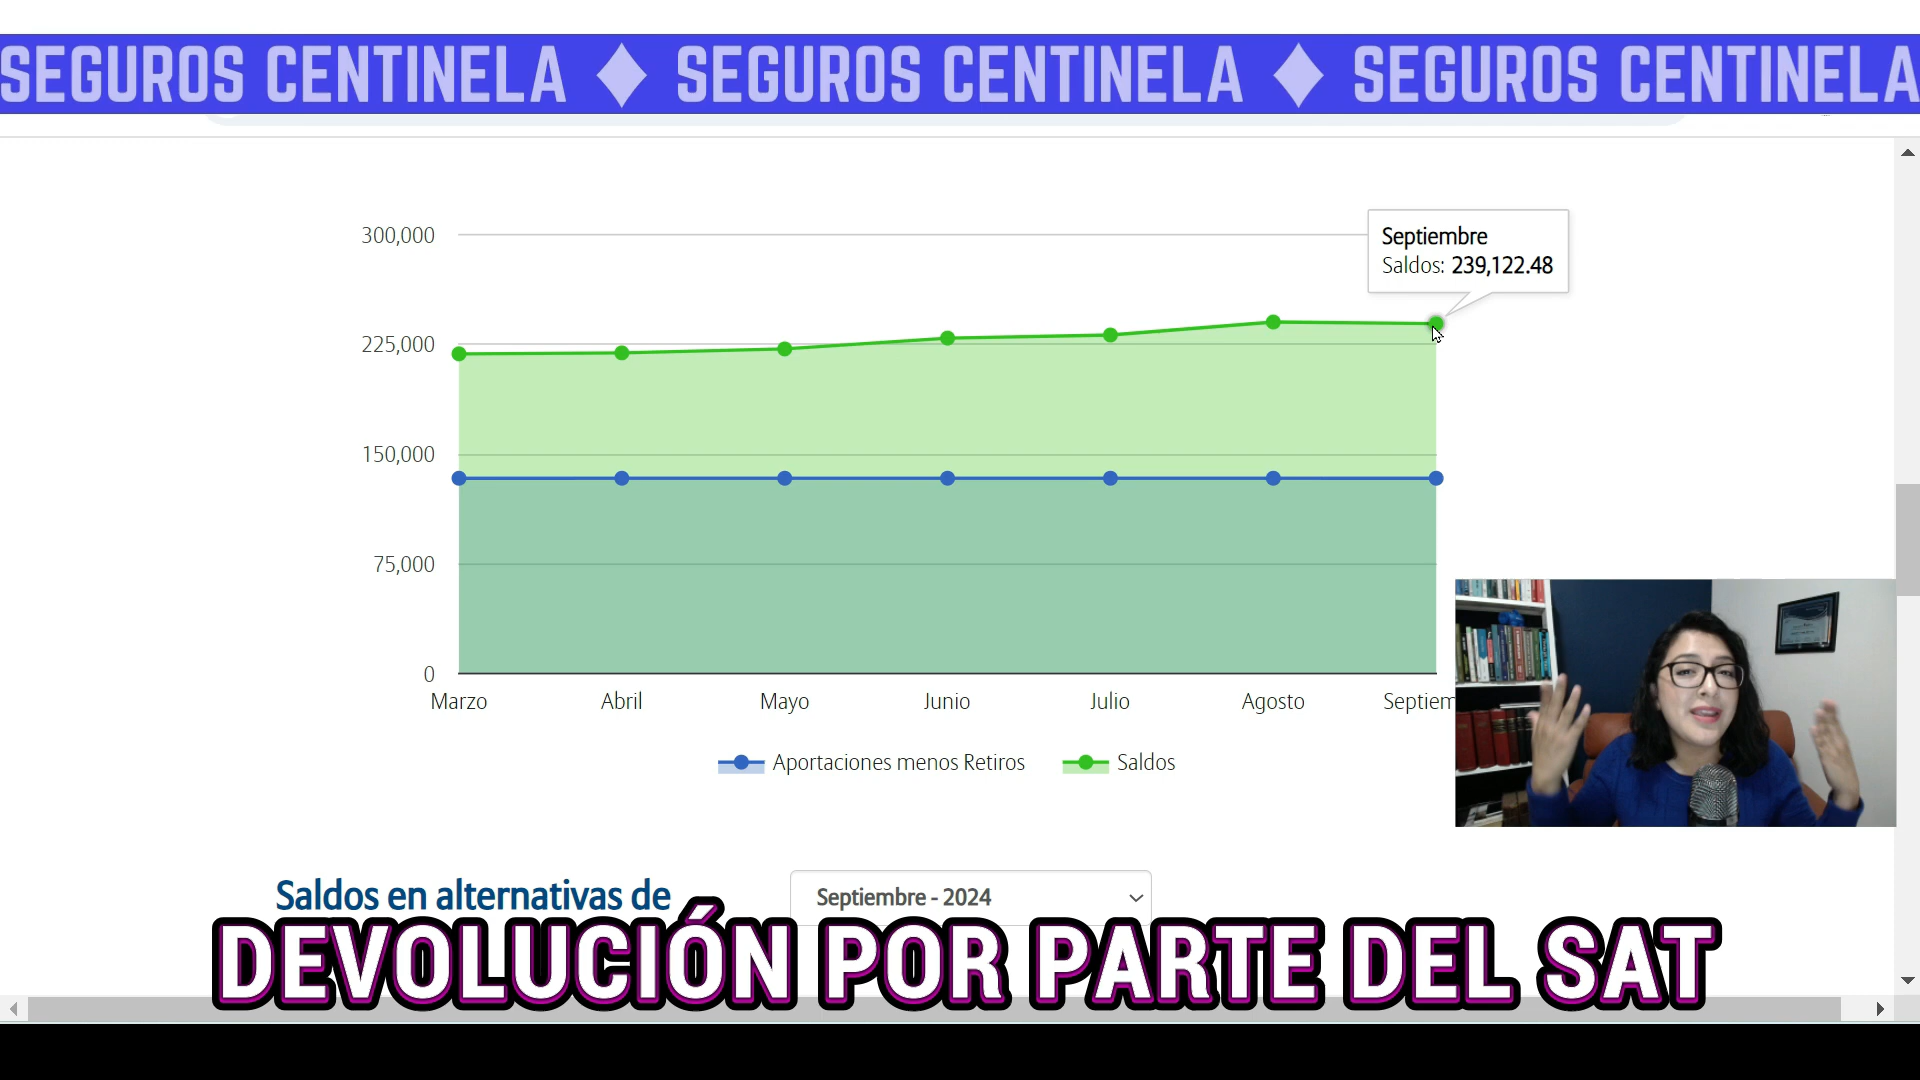 SEGUROS CENTINELA ♦ SEGUROS CENTINELA ♦ SEGUROS CENTINELA
300,000
225,000
150,000
75,000
0
Septiembre
Saldos: 239,122.48
Marzo Abril Mayo Junio Julio Agosto Septiem
Aportaciones menos Retiros Saldos
Saldos en alternativas de
Septiembre - 2024
DEVOLUCIÓN POR PARTE DEL SAT